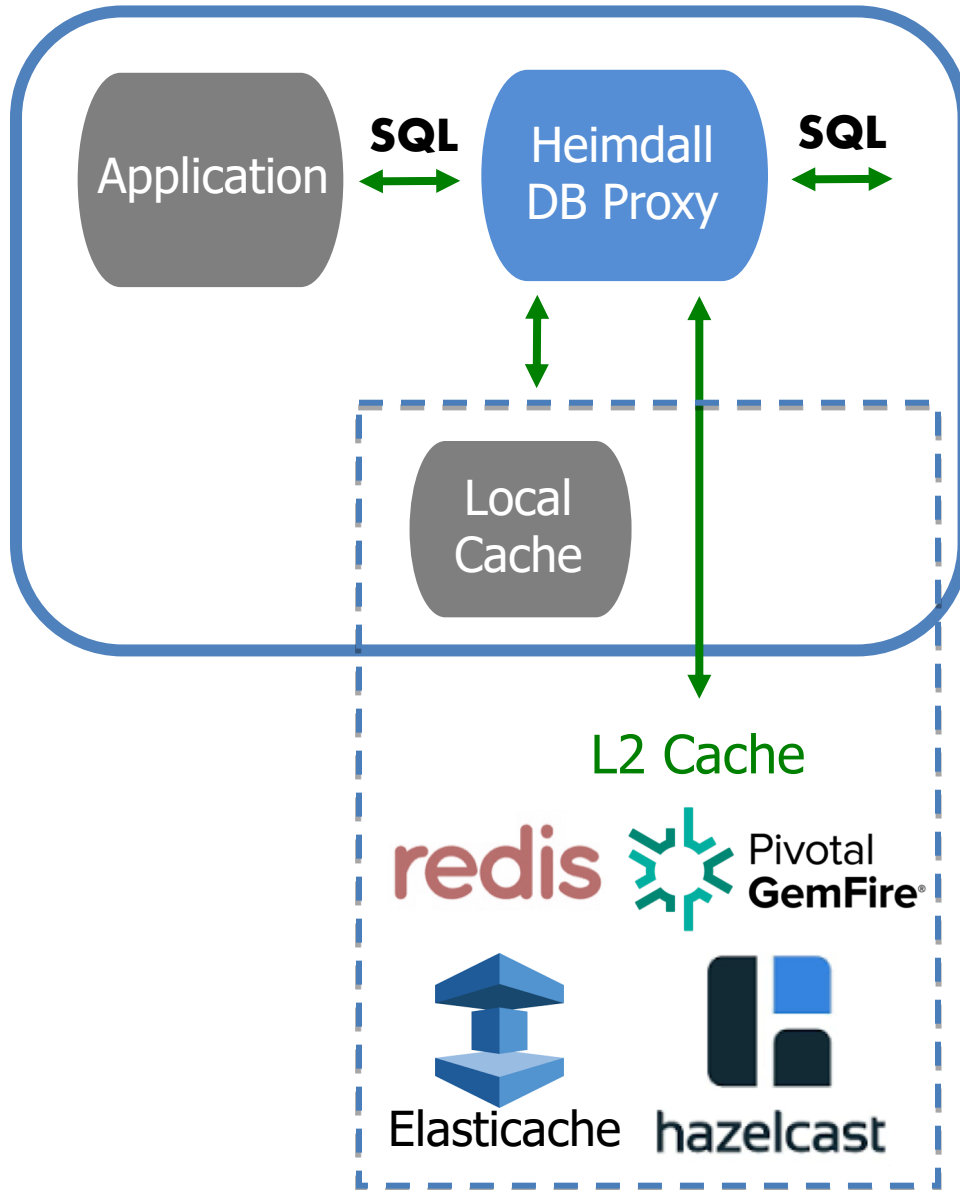 SQL
SQL
Application
Heimdall
DB Proxy
Local
Cache
L2 Cache
redis
Pivotal
GemFire®
Elasticache
hazelcast